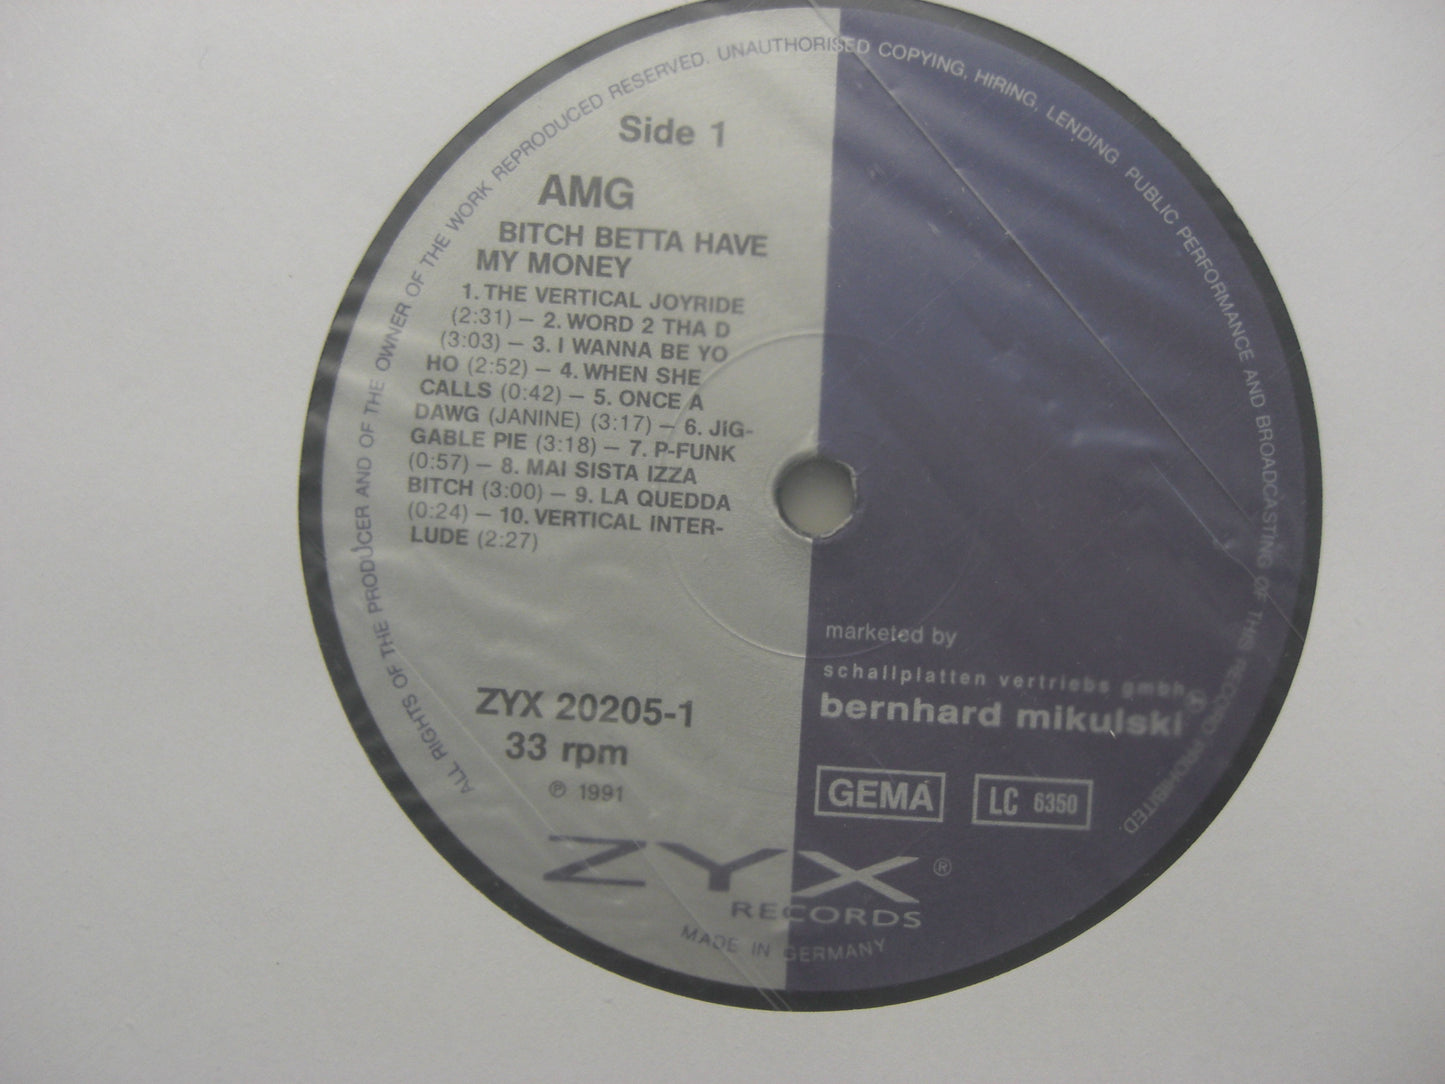 ALL RIGHTS OF THE PRODUCER AND OF THE OWNER OF THE WORK REPRODUCED RESERVED. UNAUTHORISED COPYING, HIRING, LENDING PUBLIC PERFORMANCE AND BROADCASTING OF THIS RECORD PROHIBITED.
Side 1
AMG
BITCH BETTA HAVE
MY MONEY
1. THE VERTICAL JOYRIDE
(2:31) – 2. WORD 2 THA D
(3:03) – 3. I WANNA BE YO
HO (2:52) – 4. WHEN SHE
CALLS (0:42) – 5. ONCE A
DAWG (JANINE) (3:17) – 6. JIG-
GABLE PIE (3:18) – 7. P-FUNK
(0:57) – 8. MAI SISTA IZZA
BITCH (3:00) – 9. LA QUEDDA
(0:24) – 10. VERTICAL INTER-
LUDE (2:27)
marketed by
schallplatten vertriebs gmbh
bernhard mikulski
ZYX 20205-1
33 rpm
℗ 1991
GEMA
LC 6350
ZYX ®
RECORDS
MADE IN GERMANY